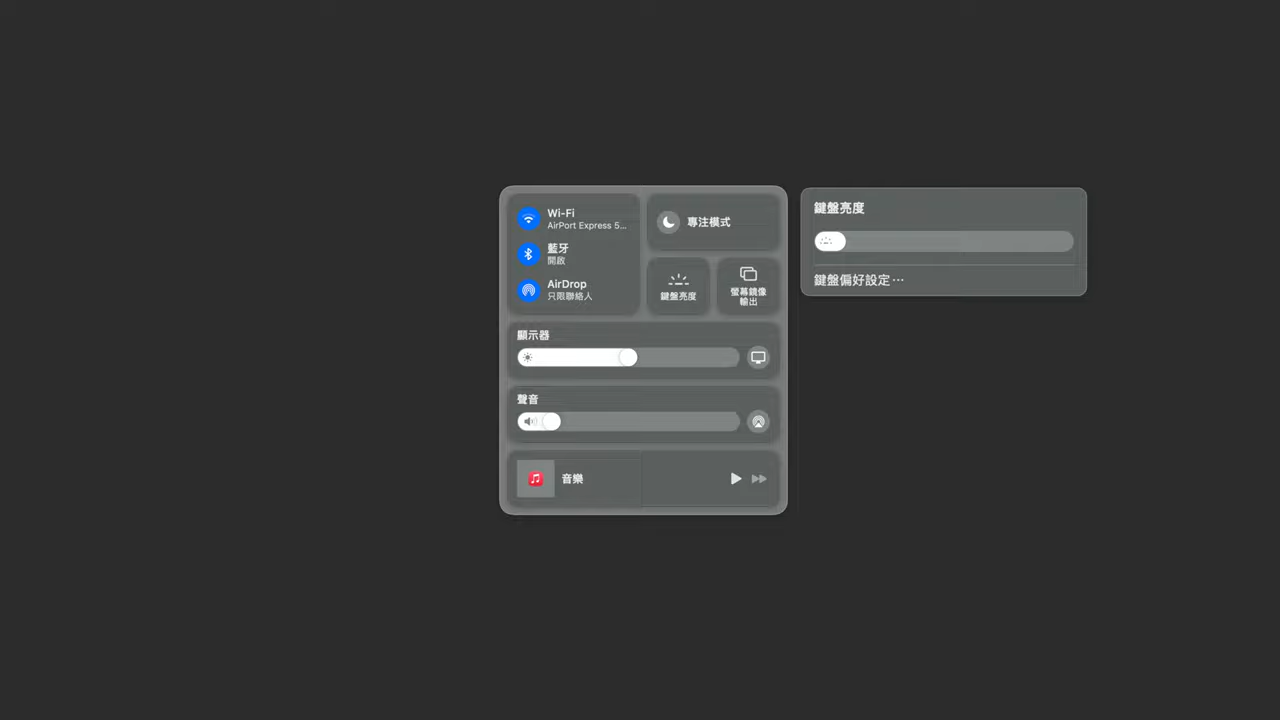 Wi-Fi
AirPort Express 5...
藍牙
開啟
AirDrop
只限聯絡人
專注模式
鍵盤亮度
螢幕鏡像
輸出
顯示器
聲音
音樂
鍵盤亮度
鍵盤偏好設定⋯